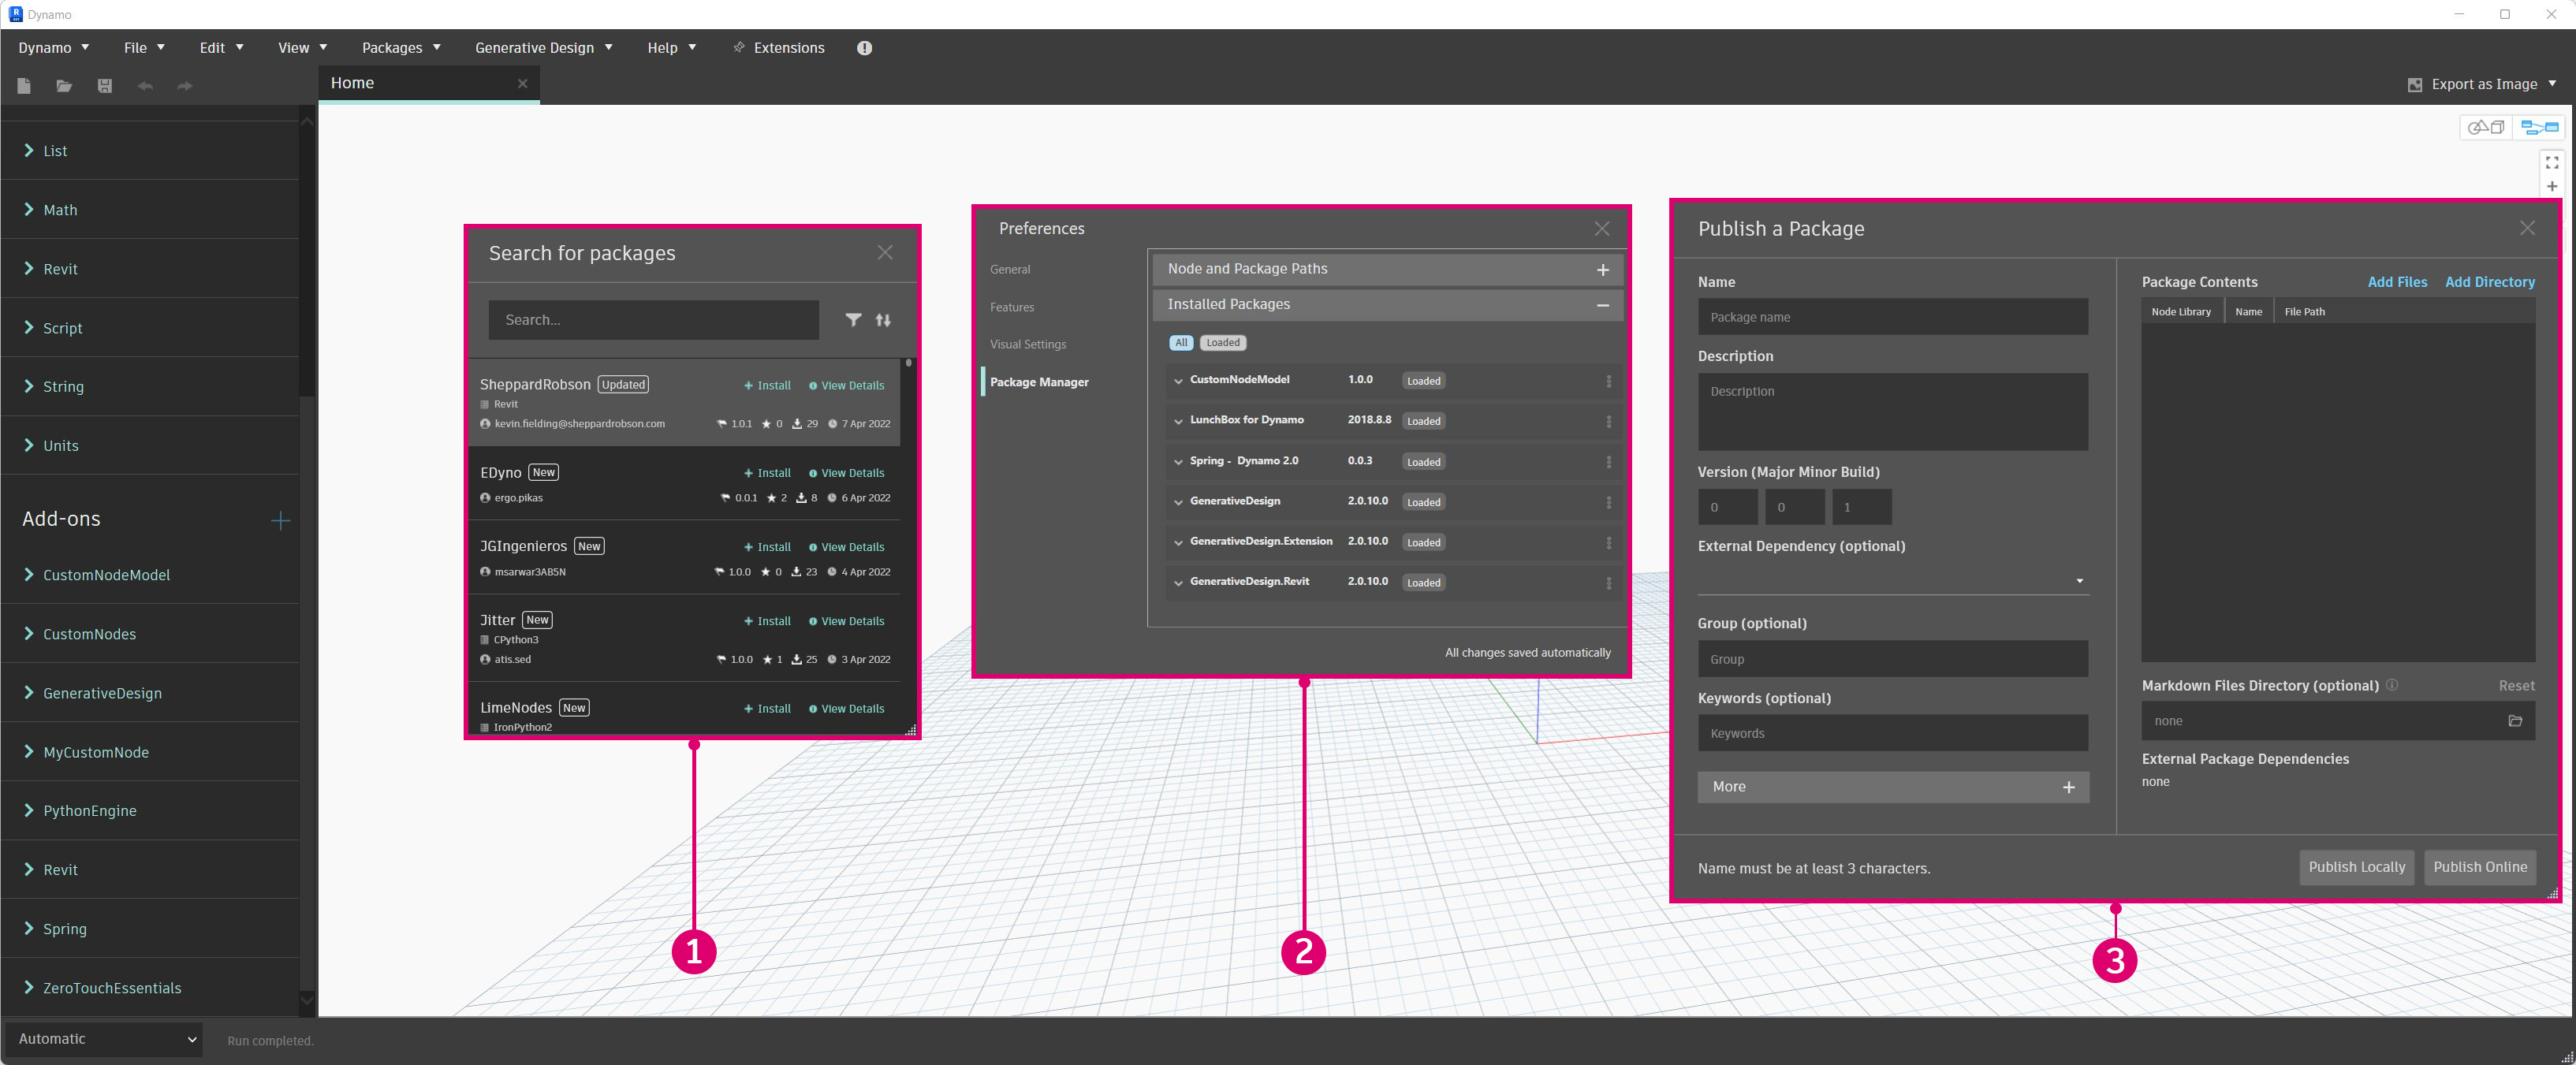 Dynamo
Dynamo File Edit View Packages Generative Design Help Extensions
Home
Export as Image
List
Math
Revit
Script
String
Units
Add-ons
CustomNodeModel
CustomNodes
GenerativeDesign
MyCustomNode
PythonEngine
Revit
Spring
ZeroTouchEssentials
Automatic
Run completed.
Search for packages
Search...
SheppardRobson Updated + Install View Details
Revit
kevin.fielding@sheppardrobson.com 1.0.1 0 29 7 Apr 2022
EDyno New + Install View Details
ergo.pikas 0.0.1 2 8 6 Apr 2022
JGIngenieros New + Install View Details
msarwar3AB5N 1.0.0 0 23 4 Apr 2022
Jitter New + Install View Details
CPython3
atis.sed 1.0.0 1 25 3 Apr 2022
LimeNodes New + Install View Details
IronPython2
1
Preferences
General
Features
Visual Settings
Package Manager
Node and Package Paths
Installed Packages
All Loaded
CustomNodeModel 1.0.0 Loaded
LunchBox for Dynamo 2018.8.8 Loaded
Spring - Dynamo 2.0 0.0.3 Loaded
GenerativeDesign 2.0.10.0 Loaded
GenerativeDesign.Extension 2.0.10.0 Loaded
GenerativeDesign.Revit 2.0.10.0 Loaded
All changes saved automatically
2
Publish a Package
Name
Package name
Description
Description
Version (Major Minor Build)
0 0 1
External Dependency (optional)
Group (optional)
Group
Keywords (optional)
Keywords
More
Package Contents Add Files Add Directory
Node Library Name File Path
Markdown Files Directory (optional) Reset
none
External Package Dependencies
none
Name must be at least 3 characters.
Publish Locally Publish Online
3